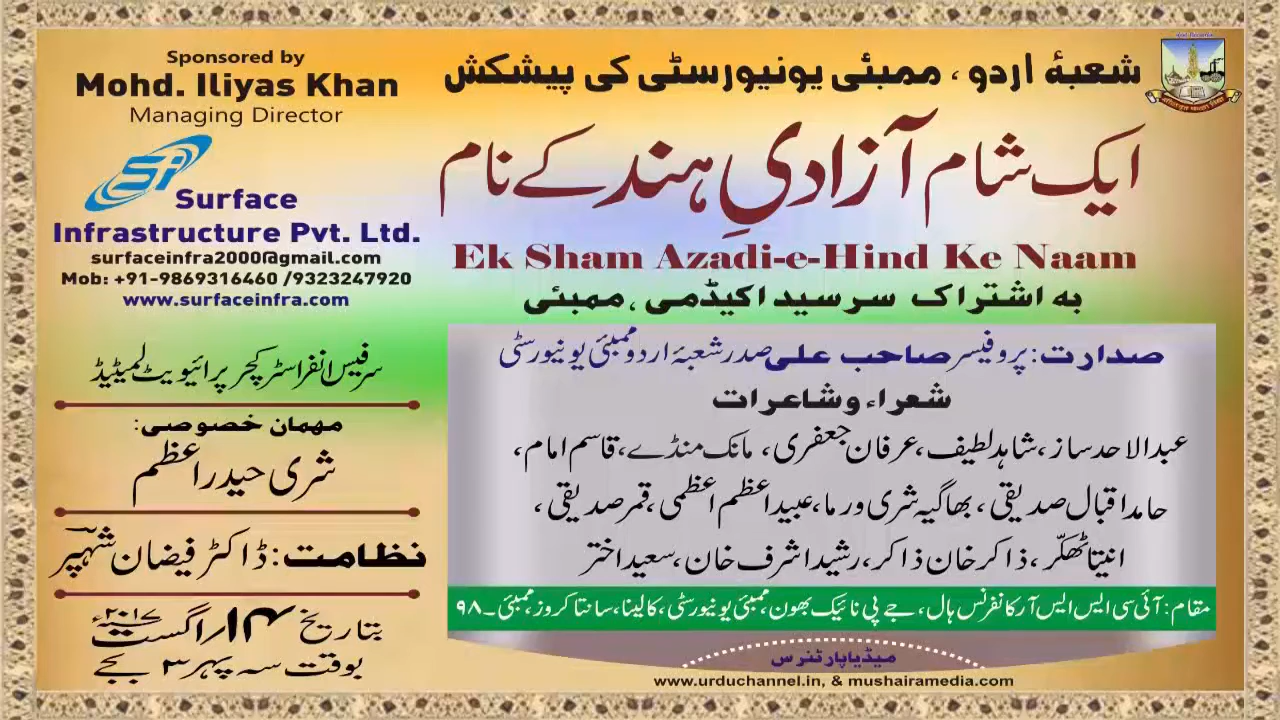 Sponsored by
Mohd. Iliyas Khan
Managing Director
Si
Surface
Infrastructure Pvt. Ltd.
surfaceinfra2000@gmail.com
Mob: +91-9869316460 /9323247920
www.surfaceinfra.com
سرفیس انفراسٹرکچر پرائیویٹ لمیٹیڈ
مہمان خصوصی:
شری حیدر اعظم
نظامت: ڈاکٹر فیضان شہپر
بتاریخ ۱۴/اگست ۲۰۱۷ء
بوقت سہ پہر ۳ بجے
شعبۂ اردو ، ممبئی یونیورسٹی کی پیشکش
ایک شام آزادیِ ہند کے نام
Ek Sham Azadi-e-Hind Ke Naam
بہ اشتراک سرسید اکیڈمی ، ممبئی
صدارت: پروفیسر صاحب علی صدر شعبۂ اردو ممبئی یونیورسٹی
شعراء و شاعرات
عبدالاحد ساز، شاہد لطیف، عرفان جعفری، مانک منڈے، قاسم امام،
حامد اقبال صدیقی، بھاگیہ شری ورما، عبید اعظم اعظمی، قمر صدیقی،
انیتا ٹھکّر، ذاکر خان ذاکر، رشید اشرف خان، سعید اختر
مقام: آئی سی ایس ایس آر کانفرنس ہال، جے پی نائیک بھون، ممبئی یونیورسٹی، کالینا، سانتا کروز، ممبئی۔۹۸
میڈیا پارٹنرس
www.urduchannel.in, & mushairamedia.com